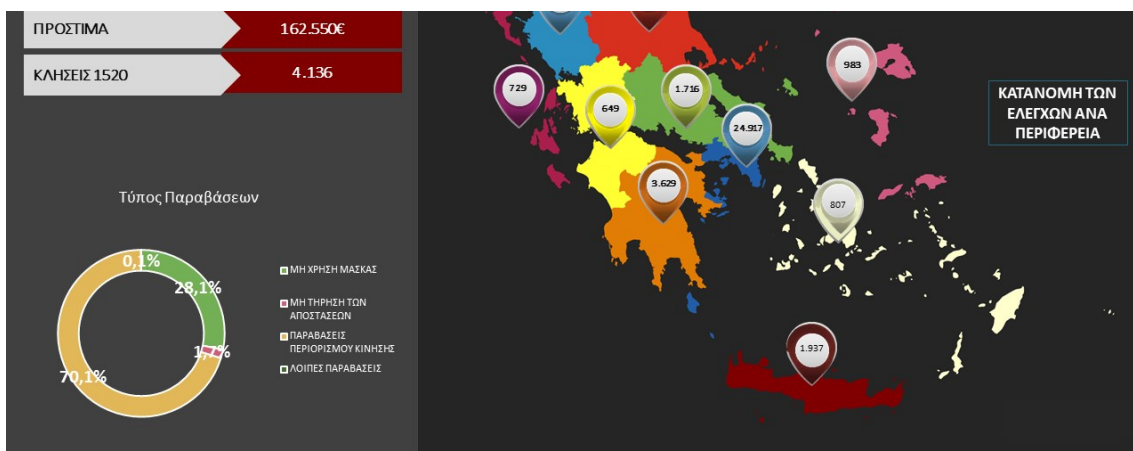 ΠΡΟΣΤΙΜΑ 162.550€
ΚΛΗΣΕΙΣ 1520 4.136
Τύπος Παραβάσεων
0,1%
28,1%
1,7%
70,1%
ΜΗ ΧΡΗΣΗ ΜΑΣΚΑΣ
ΜΗ ΤΗΡΗΣΗ ΤΩΝ
ΑΠΟΣΤΑΣΕΩΝ
ΠΑΡΑΒΑΣΕΙΣ
ΠΕΡΙΟΡΙΣΜΟΥ ΚΙΝΗΣΗΣ
ΛΟΙΠΕΣ ΠΑΡΑΒΑΣΕΙΣ
983
729
1.716
649
24.917
3.629
807
1.937
ΚΑΤΑΝΟΜΗ ΤΩΝ
ΕΛΕΓΧΩΝ ΑΝΑ
ΠΕΡΙΦΕΡΕΙΑ